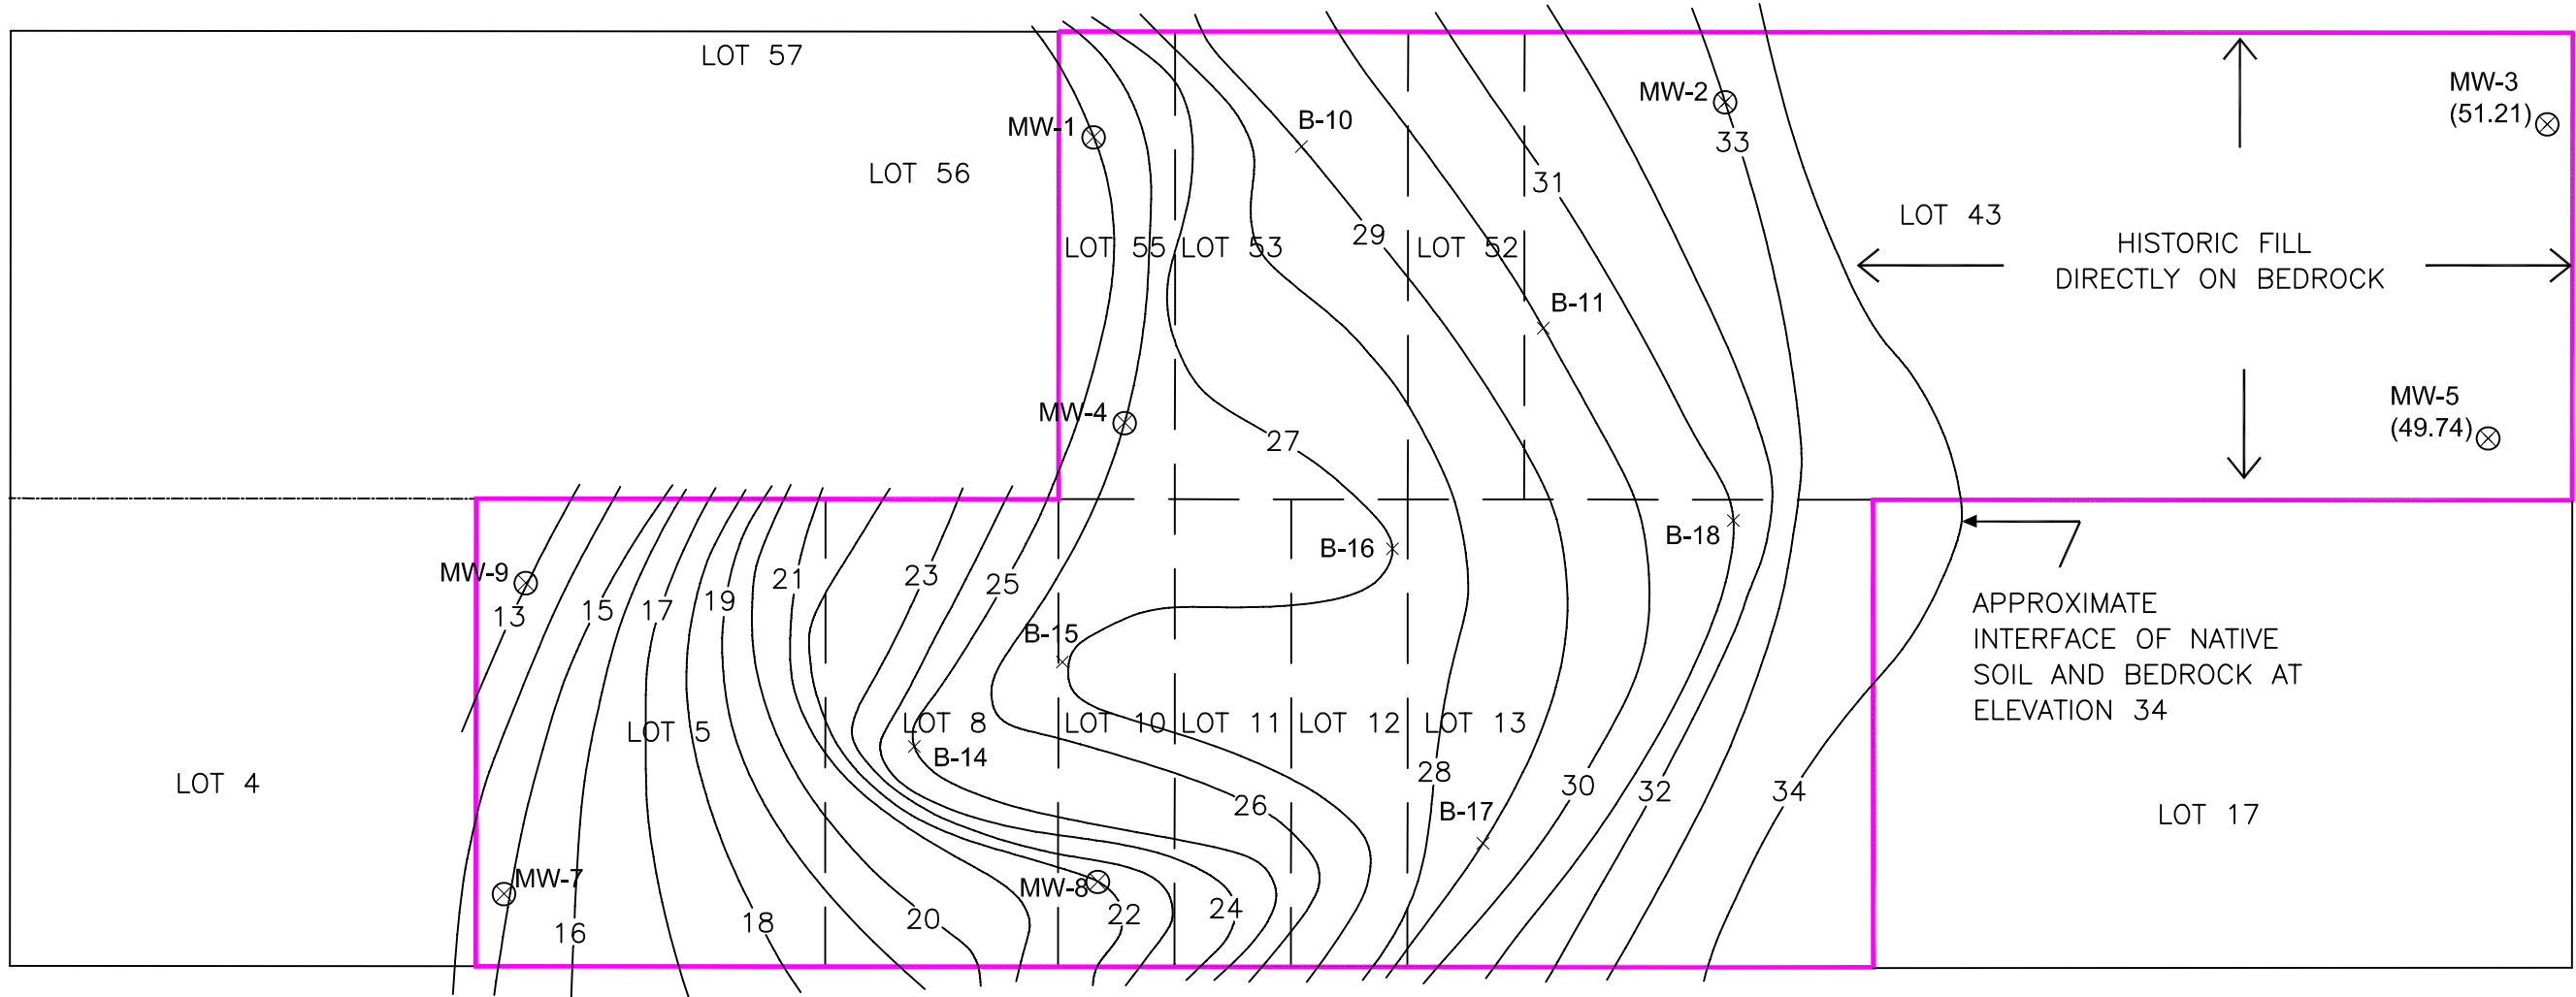 LOT 57
MW-3
(51.21)
MW-2
B-10
MW-1
33
LOT 56
31
LOT 43
29
LOT 55
LOT 53
LOT 52
HISTORIC FILL
DIRECTLY ON BEDROCK
B-11
MW-5
(49.74)
MW-4
27
B-18
B-16
MW-9
13
15
17
19
21
23
25
APPROXIMATE
INTERFACE OF NATIVE
SOIL AND BEDROCK AT
ELEVATION 34
B-15
LOT 5
LOT 8
LOT 10
LOT 11
LOT 12
LOT 13
B-14
LOT 4
28
30
32
34
26
B-17
LOT 17
MW-7
MW-8
16
18
20
22
24